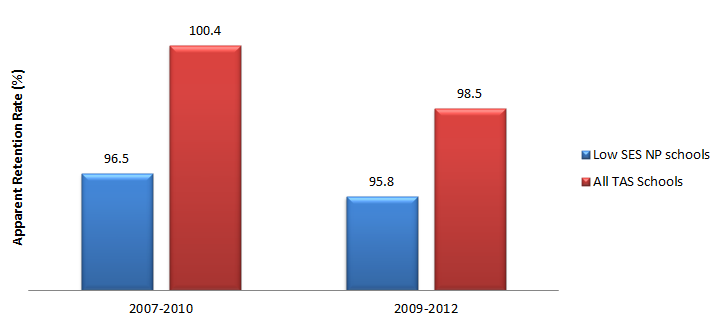 Apparent Retention Rate (%)
100.4
96.5
98.5
95.8
2007-2010
2009-2012
Low SES NP schools
All TAS Schools